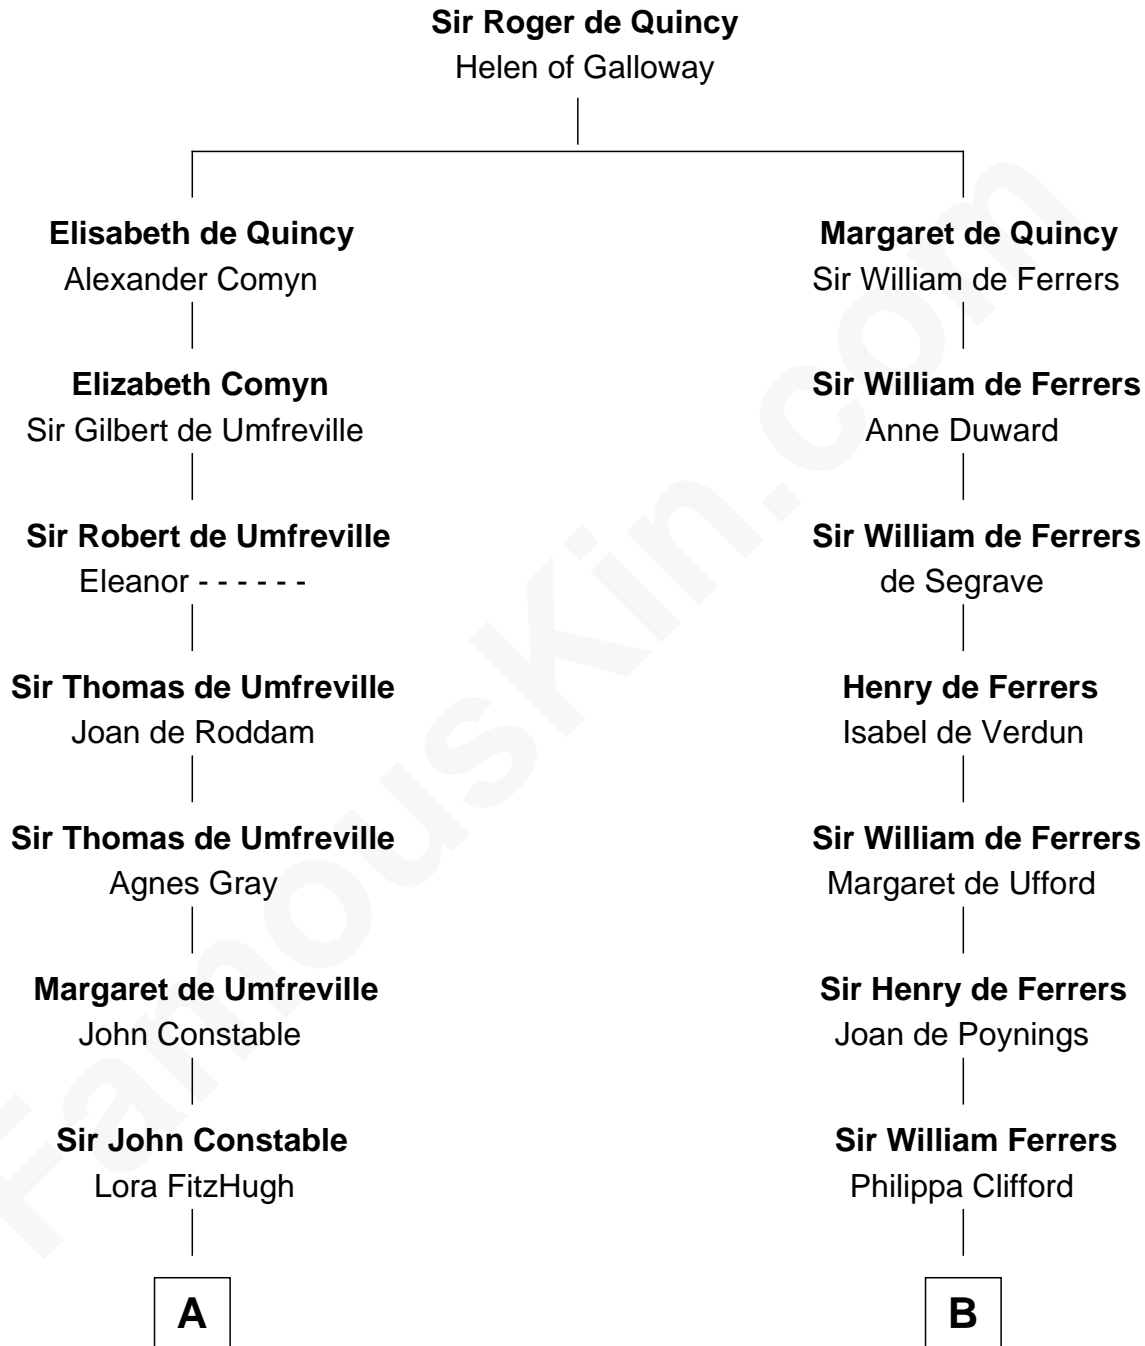 Sir Roger de Quincy
Helen of Galloway
Elisabeth de Quincy
Alexander Comyn
Margaret de Quincy
Sir William de Ferrers
Elizabeth Comyn
Sir Gilbert de Umfreville
Sir William de Ferrers
Anne Duward
Sir Robert de Umfreville
Eleanor - - - - - -
Sir William de Ferrers
de Segrave
Sir Thomas de Umfreville
Joan de Roddam
Henry de Ferrers
Isabel de Verdun
Sir Thomas de Umfreville
Agnes Gray
Sir William de Ferrers
Margaret de Ufford
Margaret de Umfreville
John Constable
Sir Henry de Ferrers
Joan de Poynings
Sir John Constable
Lora FitzHugh
Sir William Ferrers
Philippa Clifford
A
B
FamousKin.com